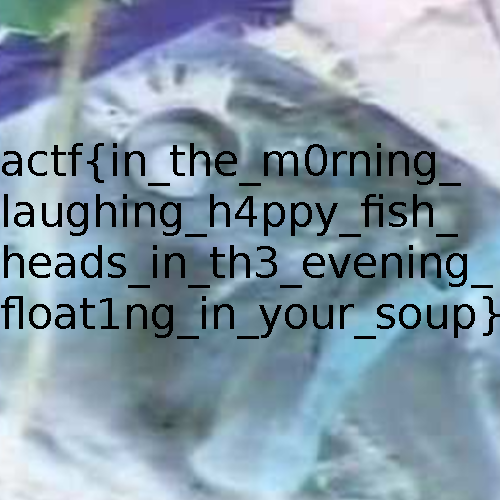 actf{in_the_m0rning_
laughing_h4ppy_fish_
heads_in_th3_evening_
float1ng_in_your_soup}